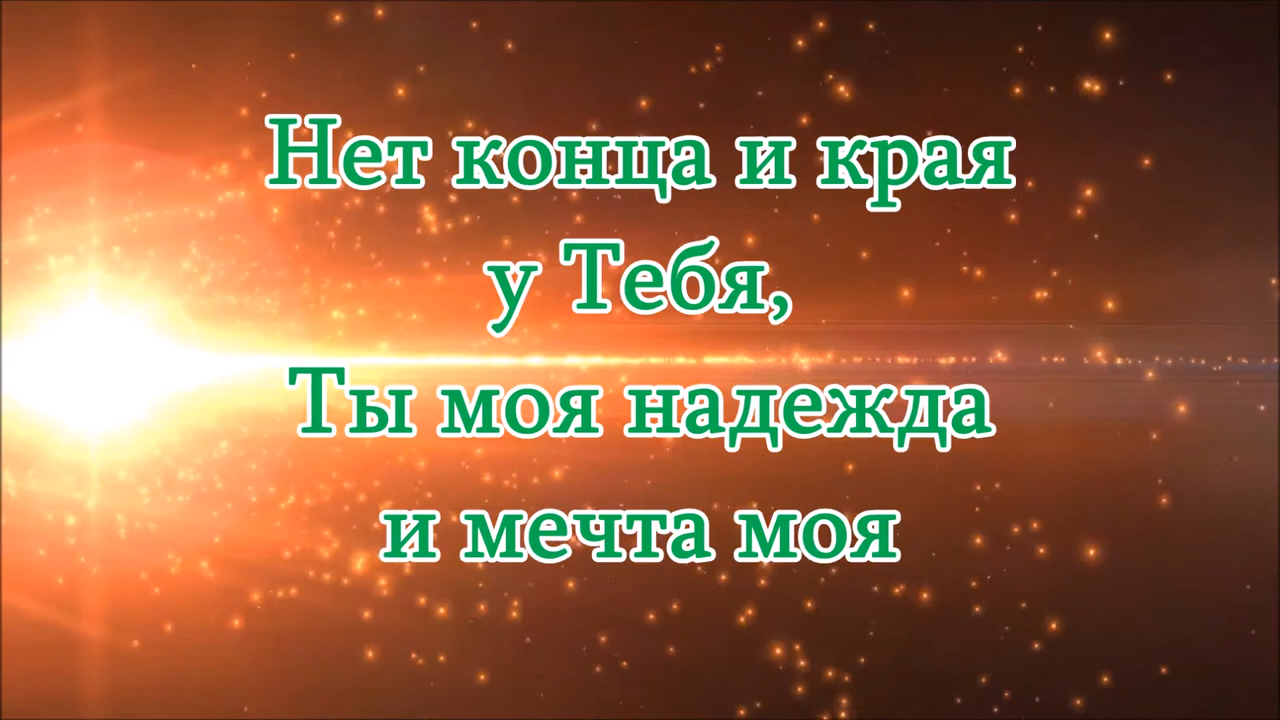 Нет конца и края
у Тебя,
Ты моя надежда
и мечта моя